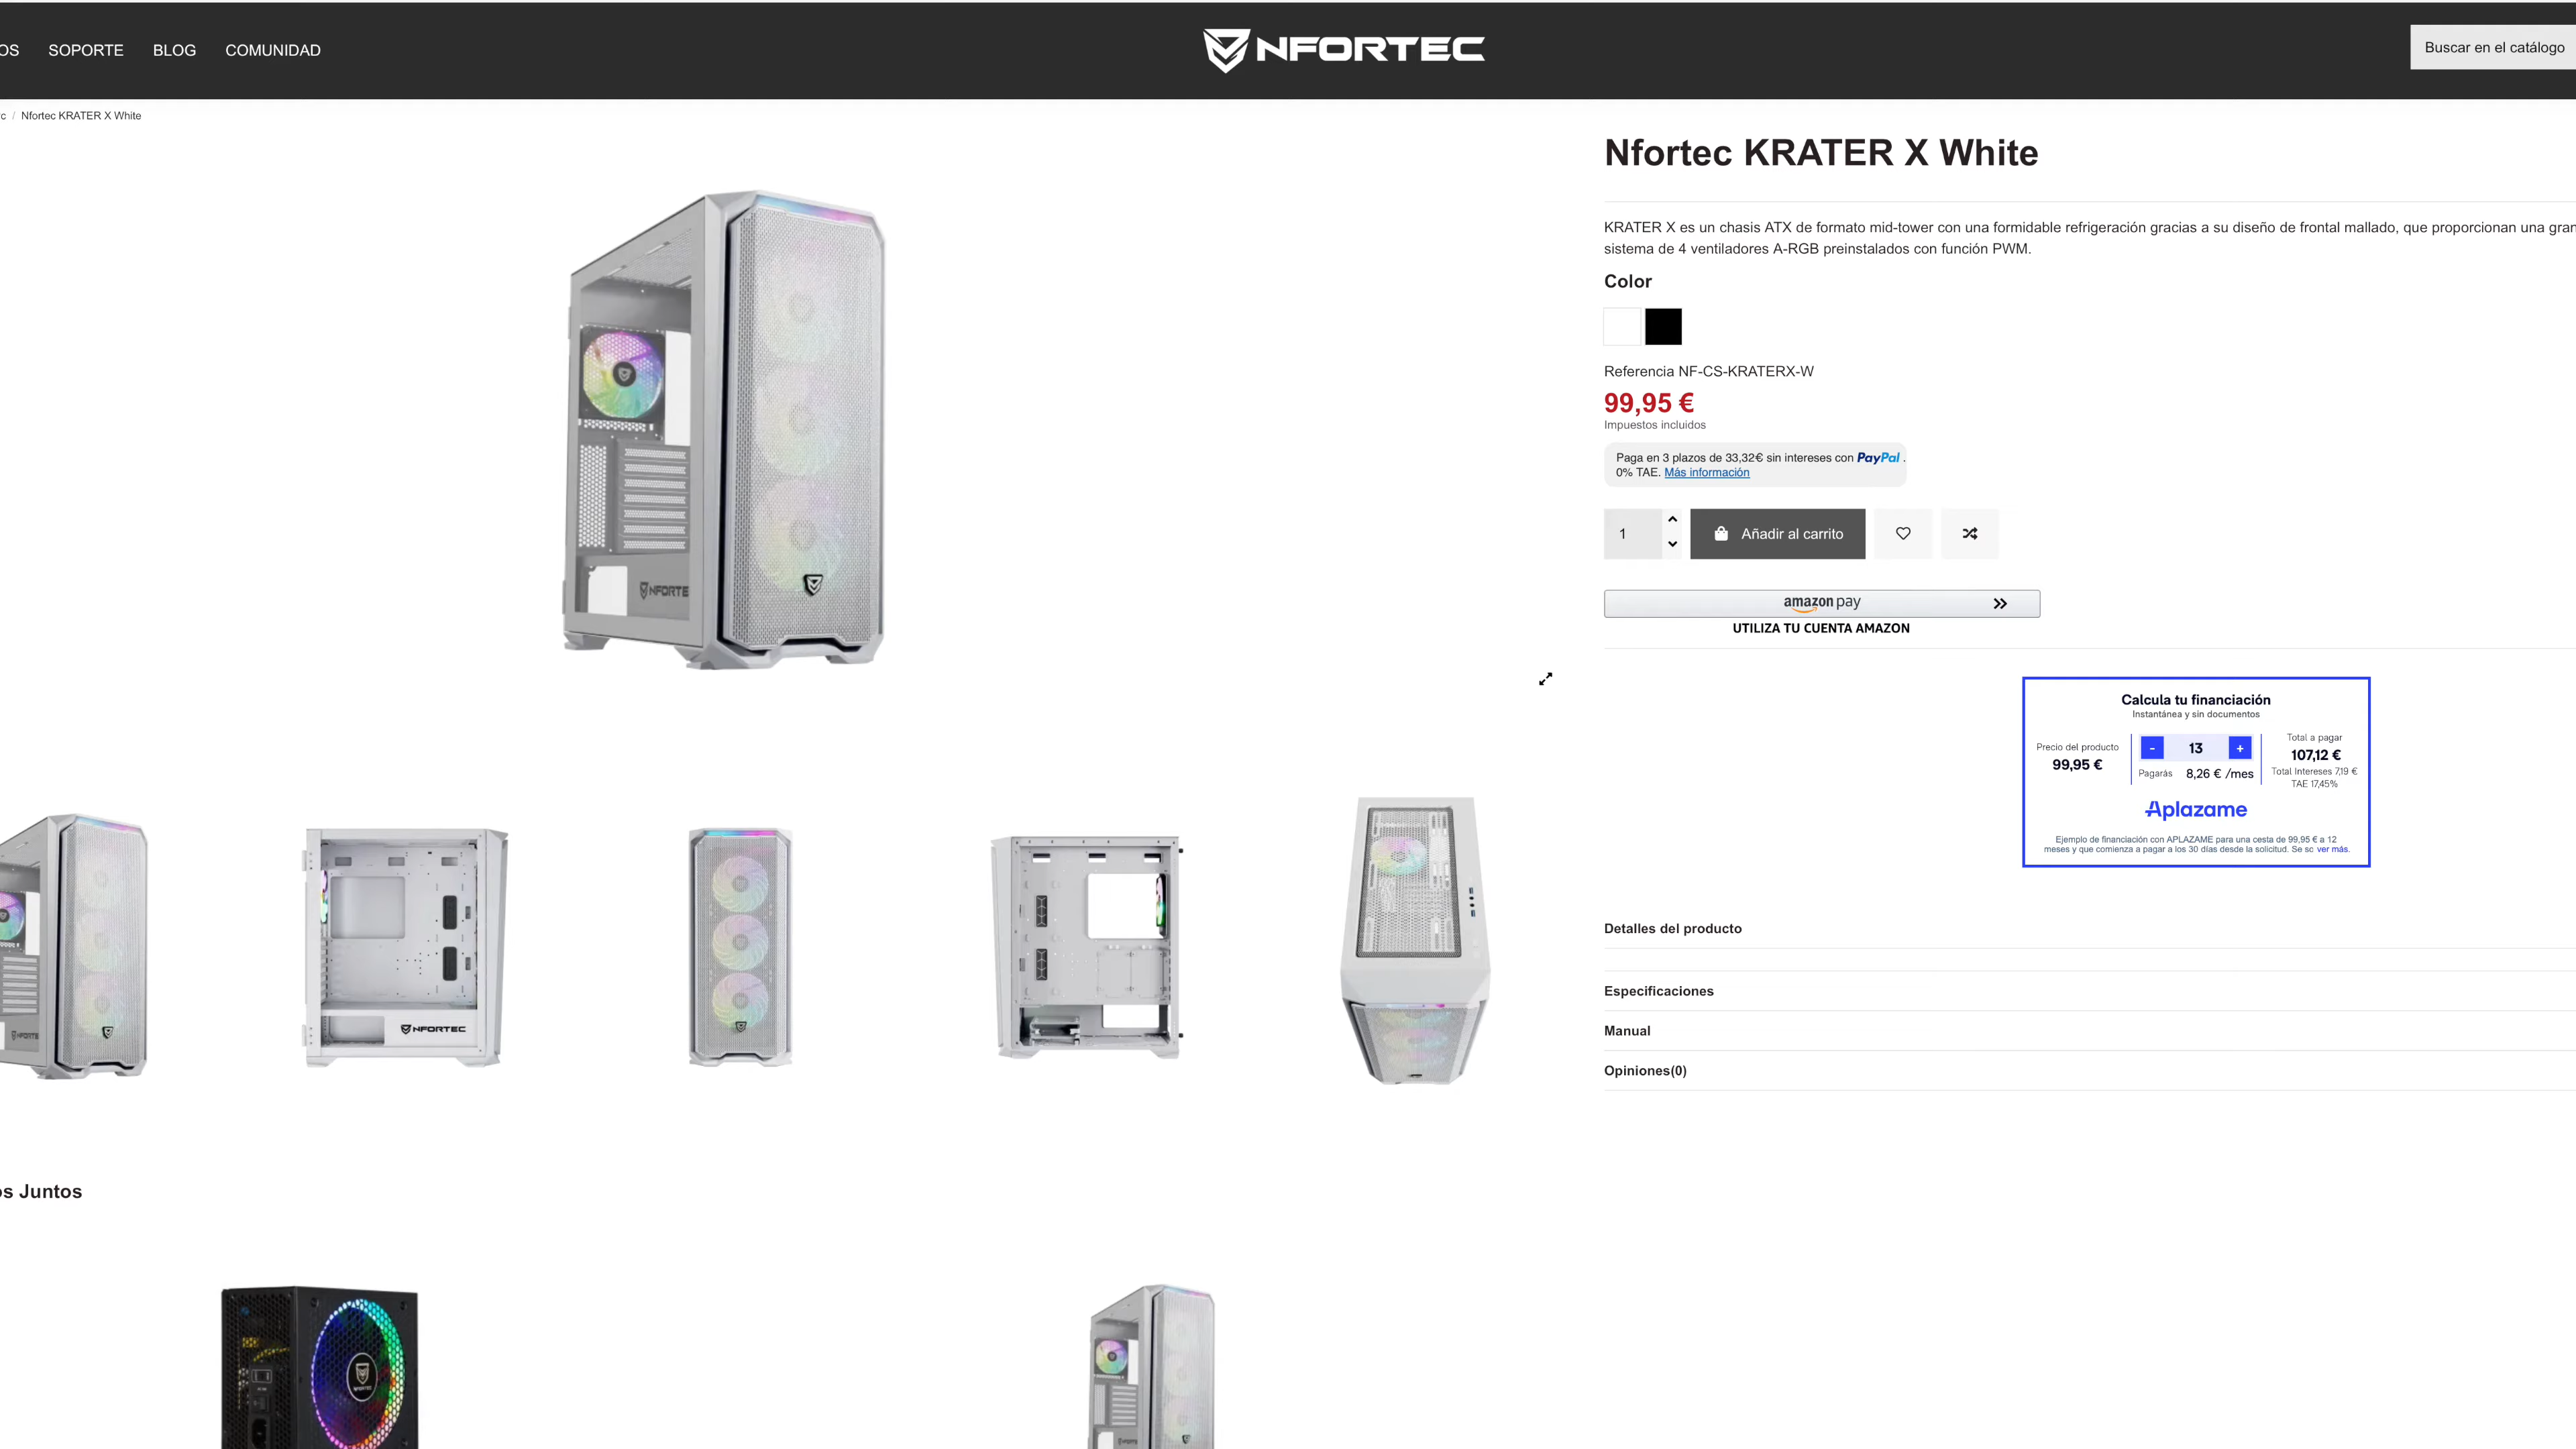 OS SOPORTE BLOG COMUNIDAD
NFORTEC
Buscar en el catálogo
c / Nfortec KRATER X White
Nfortec KRATER X White
KRATER X es un chasis ATX de formato mid-tower con una formidable refrigeración gracias a su diseño de frontal mallado, que proporcionan una gran
sistema de 4 ventiladores A-RGB preinstalados con función PWM.
Color
Referencia NF-CS-KRATERX-W
99,95 €
Impuestos incluidos
Paga en 3 plazos de 33,32€ sin intereses con PayPal .
0% TAE. Más información
1
Añadir al carrito
amazon pay
UTILIZA TU CUENTA AMAZON
Calcula tu financiación
Instantánea y sin documentos
Precio del producto
99,95 €
- 13 +
Pagarás 8,26 € /mes
Total a pagar
107,12 €
Total Intereses 7,19 €
TAE 17,45%
Aplazame
Ejemplo de financiación con APLAZAME para una cesta de 99,95 € a 12
meses y que comienza a pagar a los 30 días desde la solicitud. Se sc ver más.
Detalles del producto
Especificaciones
Manual
Opiniones(0)
NFORTE
NFORTE
NFORTEC
os Juntos
NFORTEC